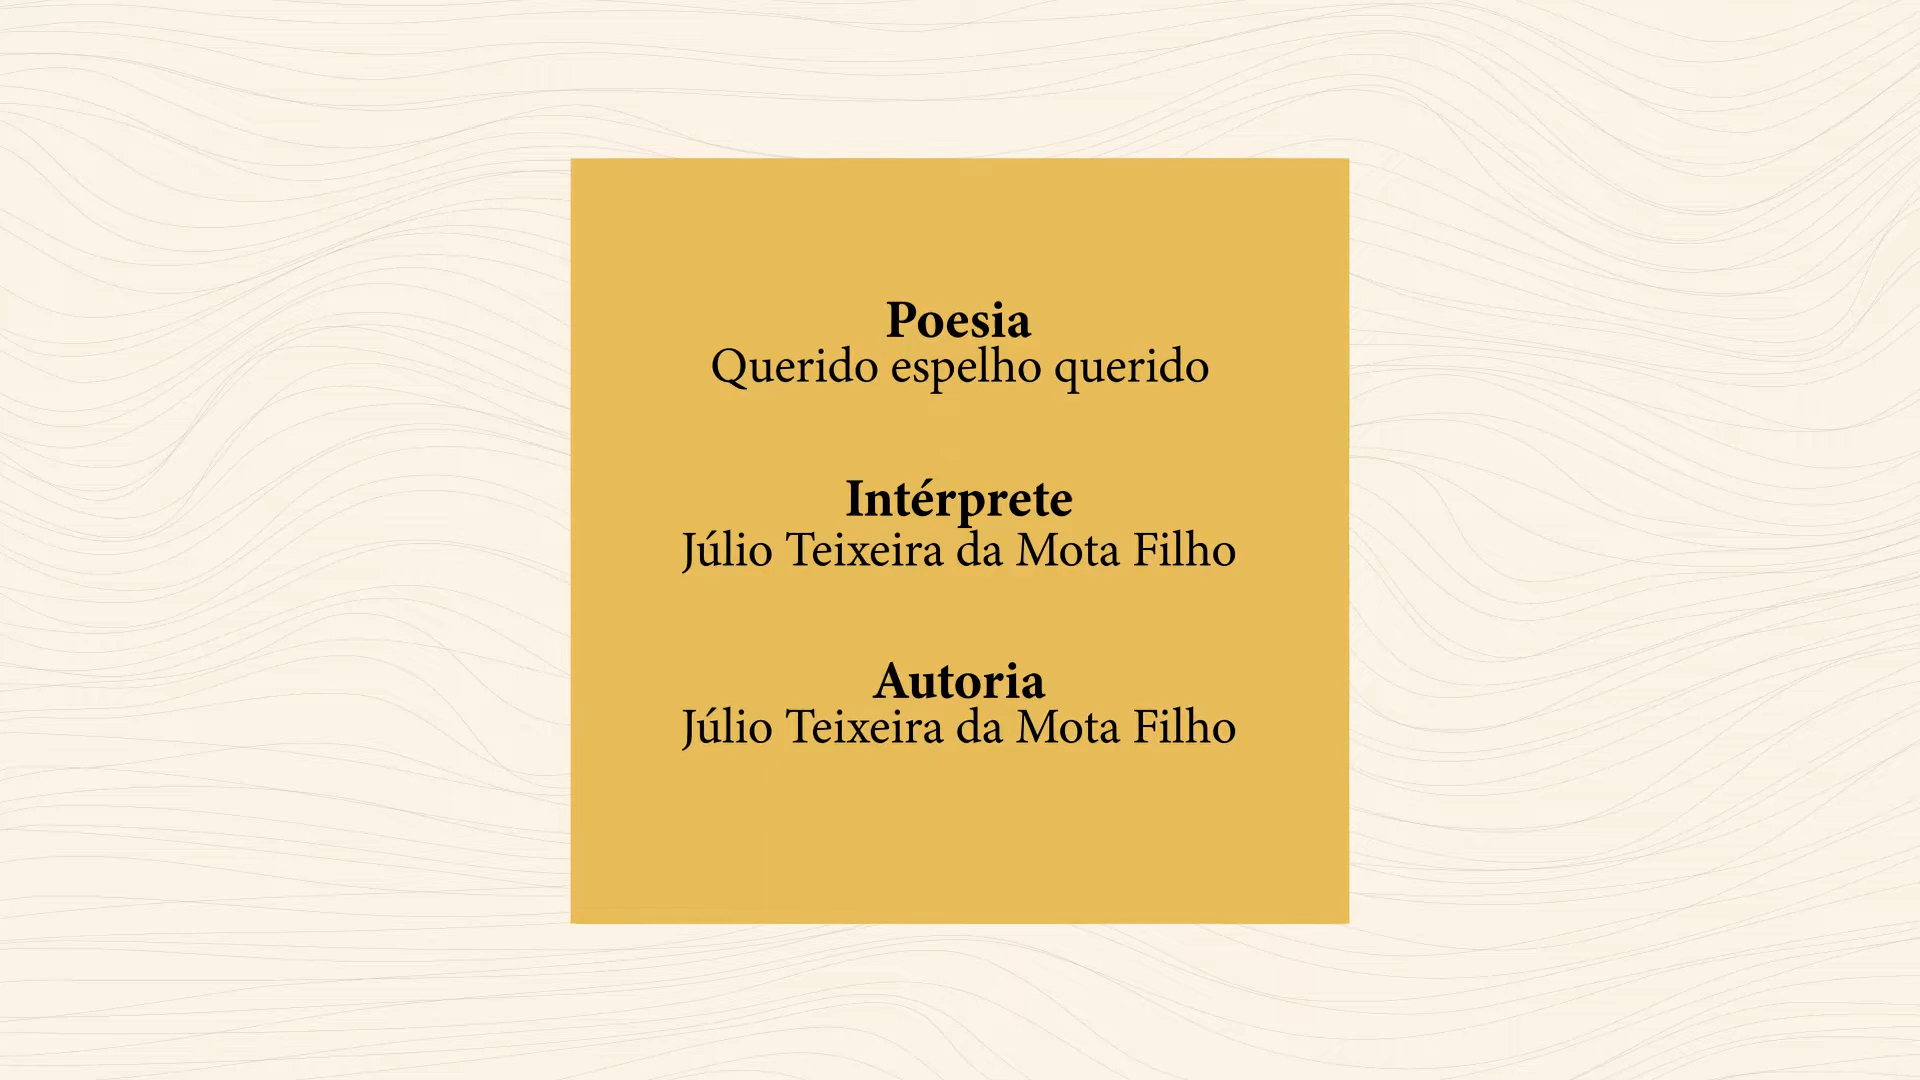 Poesia
Querido espelho querido
Intérprete
Júlio Teixeira da Mota Filho
Autoria
Júlio Teixeira da Mota Filho